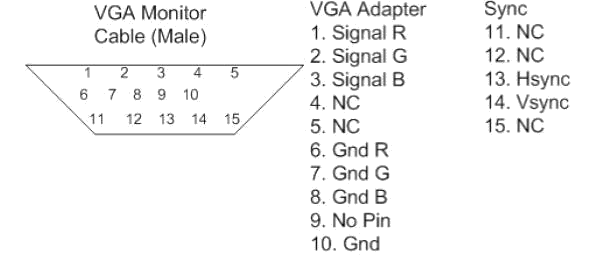 VGA Monitor
Cable (Male)
1 2 3 4 5
6 7 8 9 10
11 12 13 14 15
VGA Adapter
1. Signal R
2. Signal G
3. Signal B
4. NC
5. NC
6. Gnd R
7. Gnd G
8. Gnd B
9. No Pin
10. Gnd
Sync
11. NC
12. NC
13. Hsync
14. Vsync
15. NC